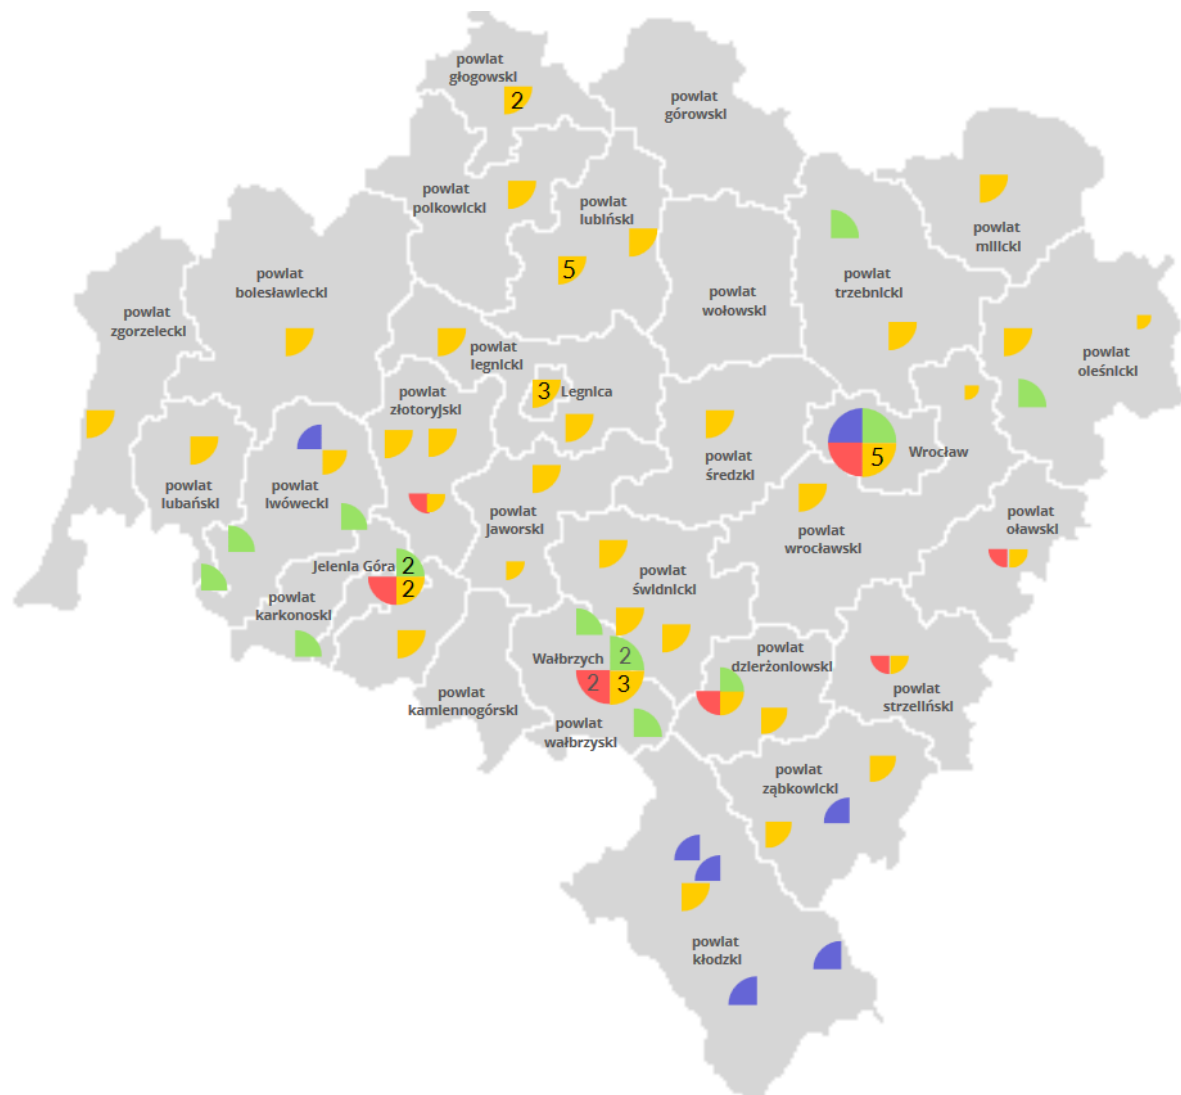 powiat
głogowski
2
powiat
górowski
powiat
polkowicki
powiat
lubiński
5
powiat
milicki
powiat
trzebnicki
powiat
bolesławiecki
powiat
wołowski
powiat
zgorzelecki
powiat
legnicki
powiat
oleśnicki
3
Legnica
powiat
złotoryjski
powiat
średzki
5
Wrocław
powiat
lubański
powiat
lwówecki
powiat
jaworski
powiat
wrocławski
powiat
oławski
Jelenia Góra
2
2
powiat
karkonoski
powiat
świdnicki
Wałbrzych
2
2
3
powiat
dzierżoniowski
powiat
kamiennogórski
powiat
wałbrzyski
powiat
strzeliński
powiat
ząbkowicki
powiat
kłodzki